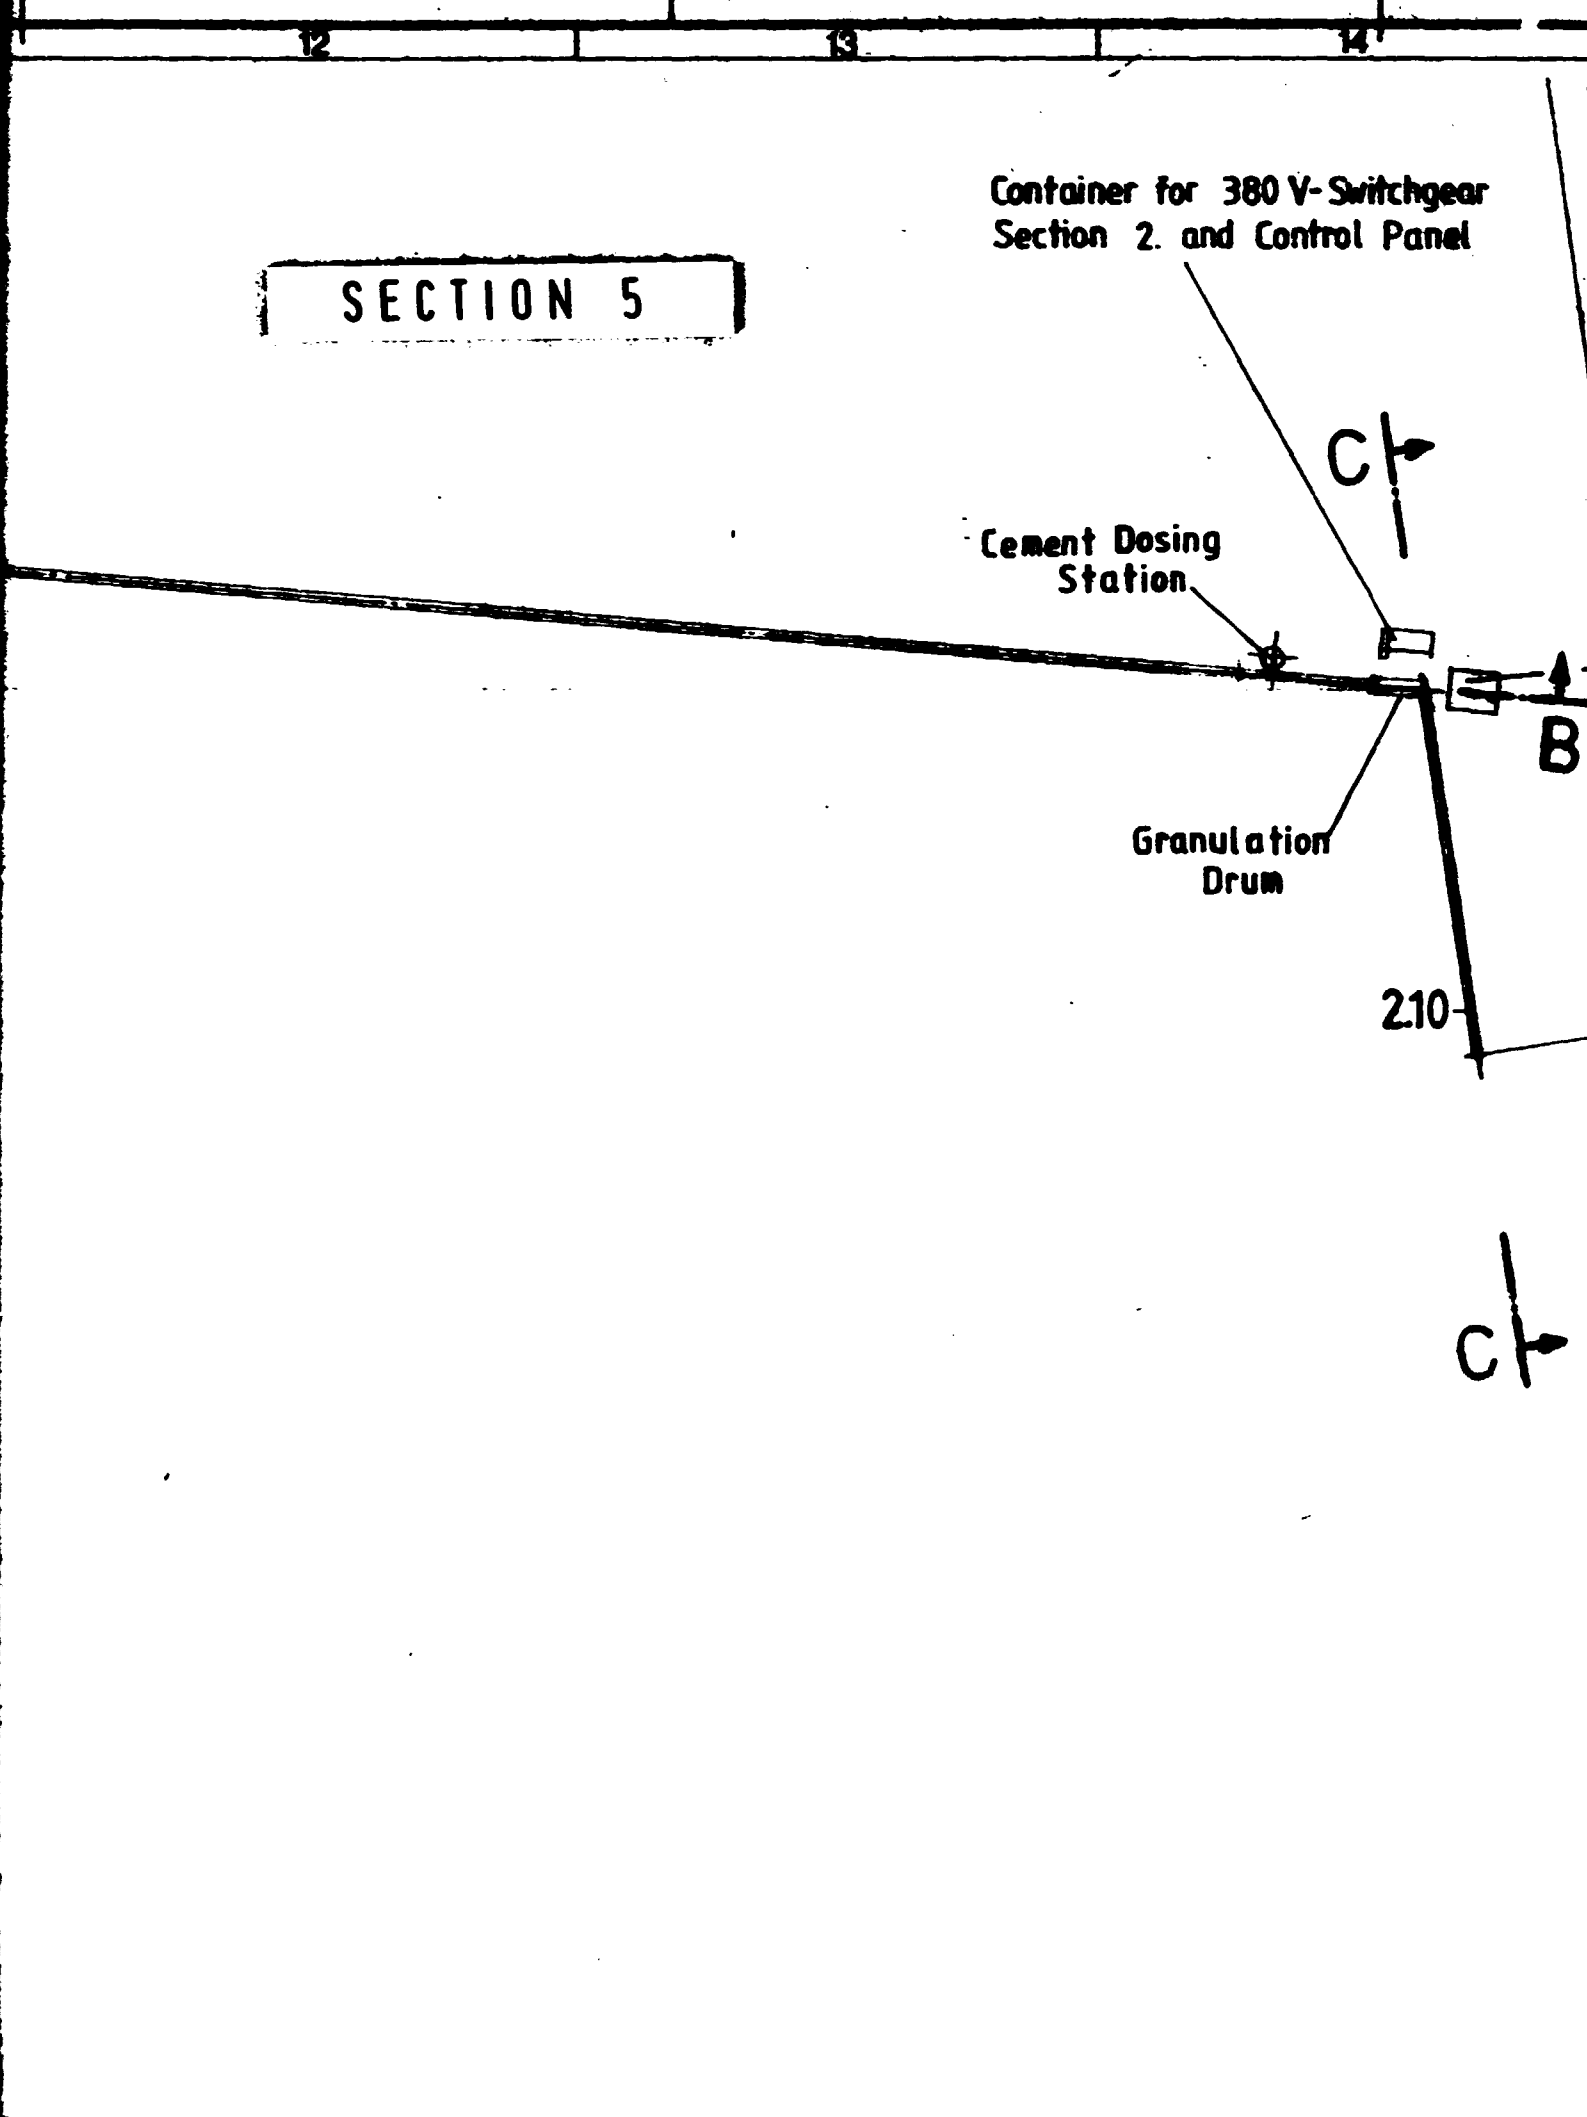 12 13 14
Container for 380 V-Switchgear
Section 2. and Control Panel
SECTION 5
C
Cement Dosing
Station
B
Granulation
Drum
2.10
C